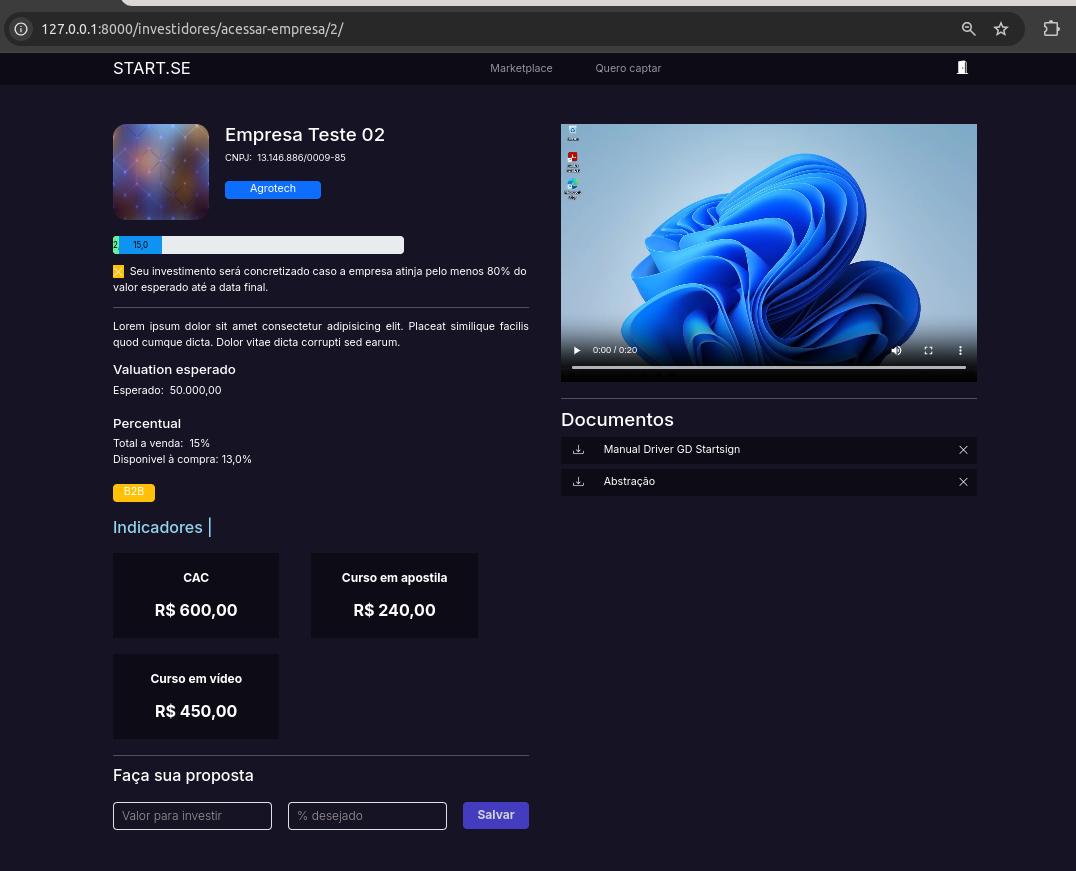 127.0.0.1:8000/investidores/acessar-empresa/2/
START.SE
Marketplace
Quero captar
Empresa Teste 02
CNPJ: 13.146.886/0009-85
Agrotech
2,
15,0
Seu investimento será concretizado caso a empresa atinja pelo menos 80% do
valor esperado até a data final.
Lorem ipsum dolor sit amet consectetur adipisicing elit. Placeat similique facilis
quod cumque dicta. Dolor vitae dicta corrupti sed earum.
Valuation esperado
Esperado: 50.000,00
Percentual
Total a venda: 15%
Disponivel à compra: 13,0%
B2B
Indicadores |
CAC
R$ 600,00
Curso em apostila
R$ 240,00
Curso em vídeo
R$ 450,00
Faça sua proposta
Valor para investir
% desejado
Salvar
0:00 / 0:20
Documentos
Manual Driver GD Startsign
Abstração